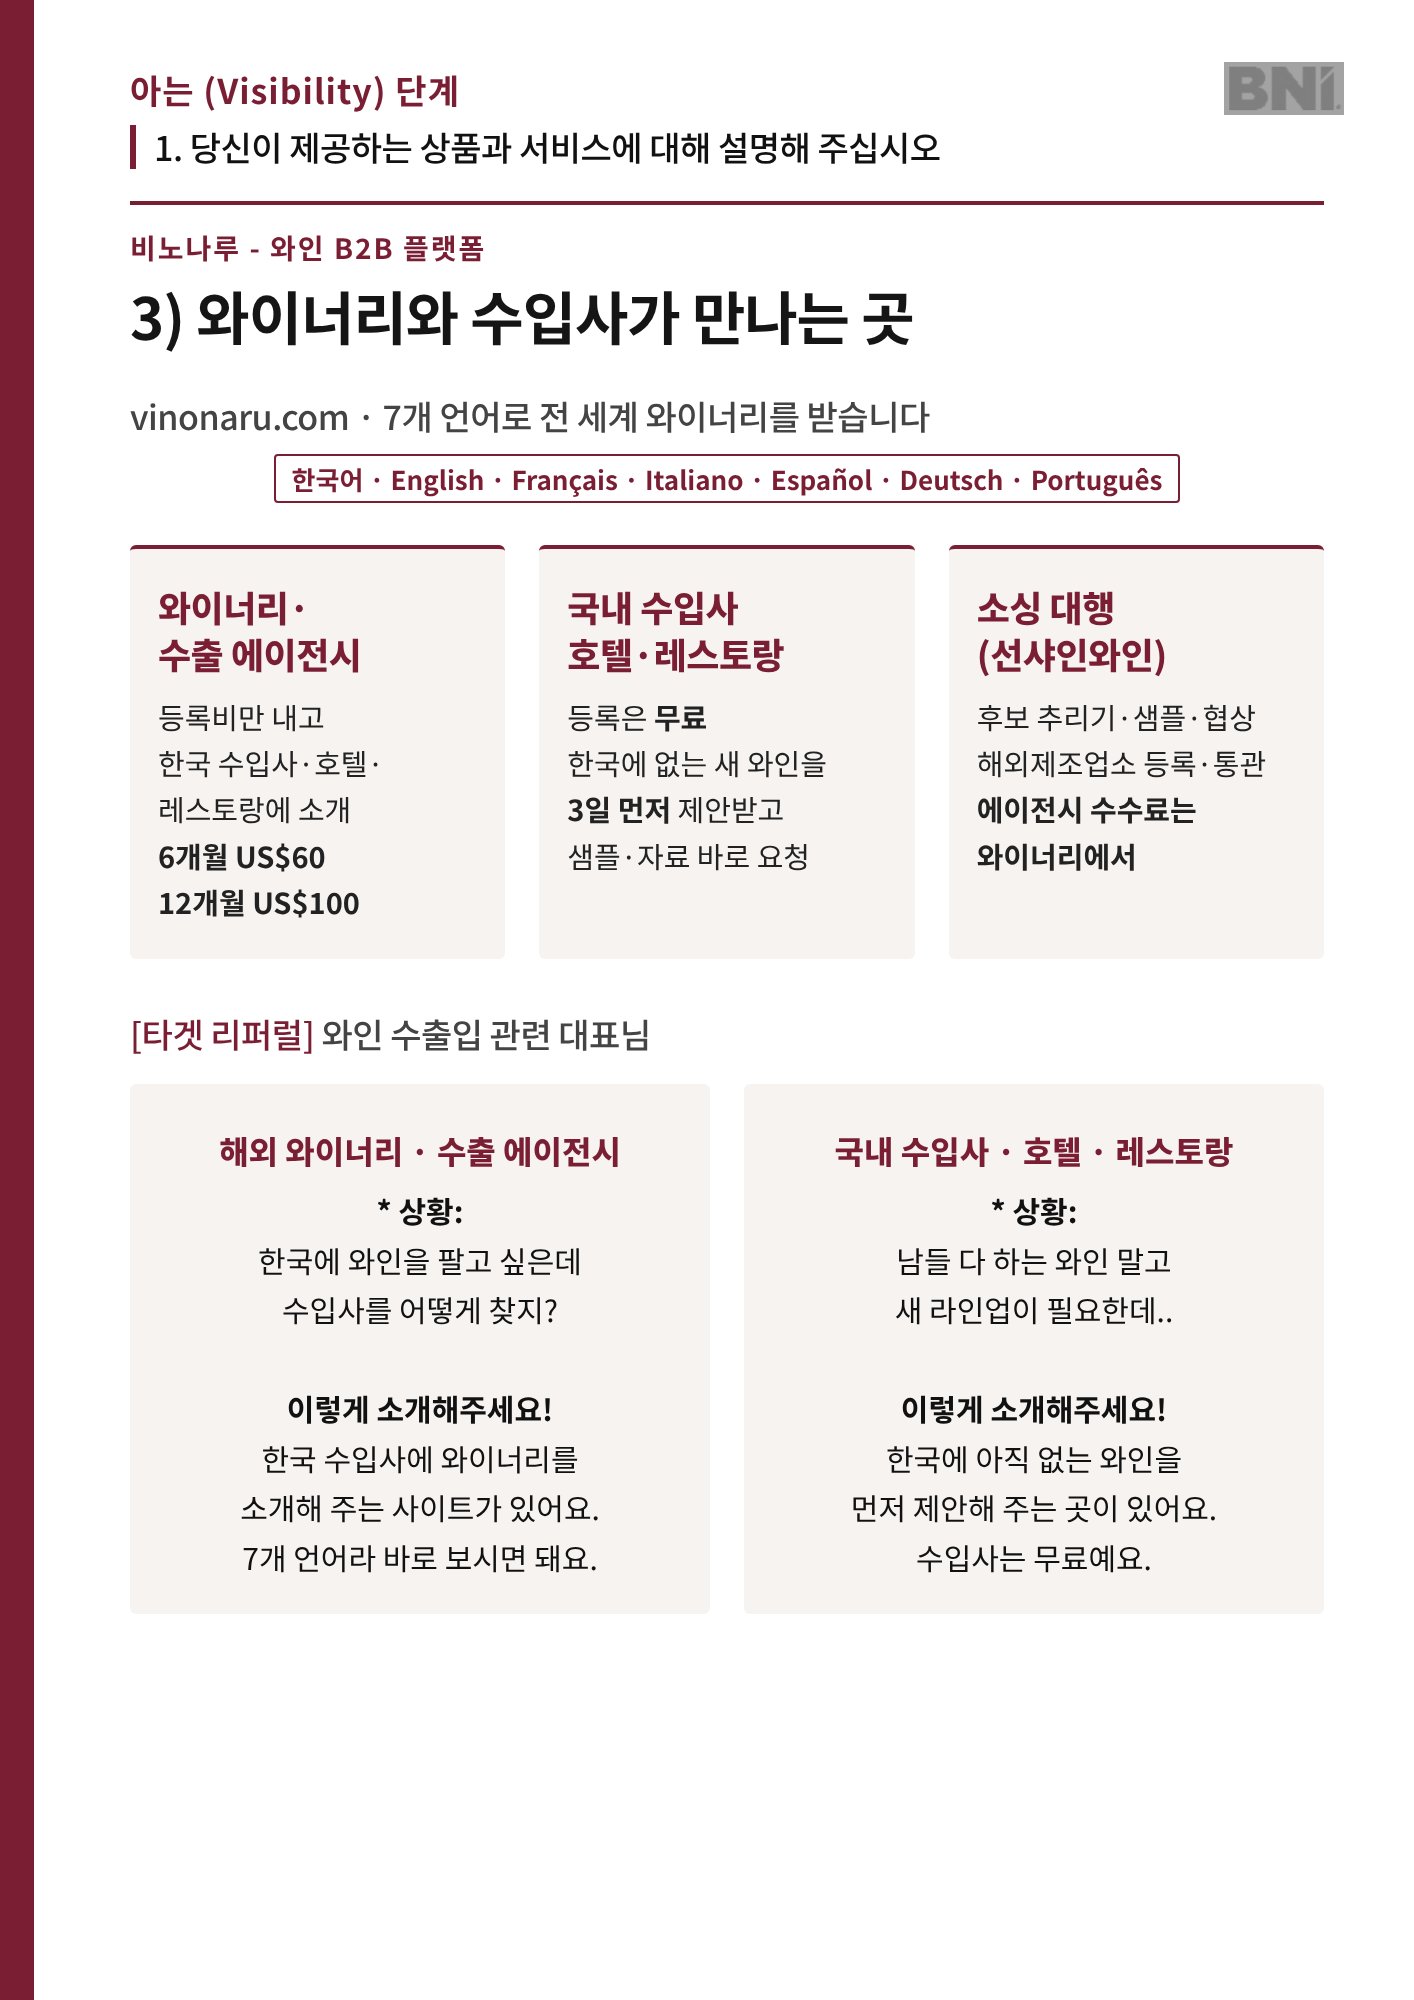 아는 (Visibility) 단계
BNI
1. 당신이 제공하는 상품과 서비스에 대해 설명해 주십시오
비노나루 - 와인 B2B 플랫폼
3) 와이너리와 수입사가 만나는 곳
vinonaru.com · 7개 언어로 전 세계 와이너리를 받습니다
한국어 · English · Français · Italiano · Español · Deutsch · Português
와이너리·
수출 에이전시
등록비만 내고
한국 수입사·호텔·
레스토랑에 소개
6개월 US$60
12개월 US$100
국내 수입사
호텔·레스토랑
등록은 무료
한국에 없는 새 와인을
3일 먼저 제안받고
샘플·자료 바로 요청
소싱 대행
(선샤인와인)
후보 추리기·샘플·협상
해외제조업소 등록·통관
에이전시 수수료는
와이너리에서
[타겟 리퍼럴] 와인 수출입 관련 대표님
해외 와이너리 · 수출 에이전시
* 상황:
한국에 와인을 팔고 싶은데
수입사를 어떻게 찾지?
이렇게 소개해주세요!
한국 수입사에 와이너리를
소개해 주는 사이트가 있어요.
7개 언어라 바로 보시면 돼요.
국내 수입사 · 호텔 · 레스토랑
* 상황:
남들 다 하는 와인 말고
새 라인업이 필요한데..
이렇게 소개해주세요!
한국에 아직 없는 와인을
먼저 제안해 주는 곳이 있어요.
수입사는 무료예요.